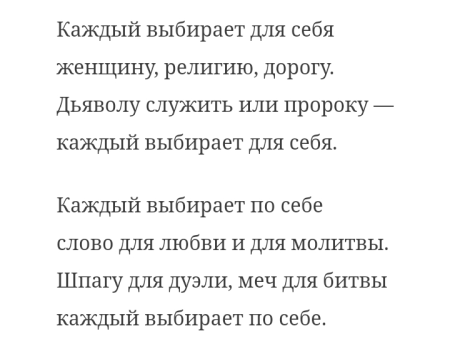 Каждый выбирает для себя
женщину, религию, дорогу.
Дьяволу служить или пророку —
каждый выбирает для себя.
Каждый выбирает по себе
слово для любви и для молитвы.
Шпагу для дуэли, меч для битвы
каждый выбирает по себе.